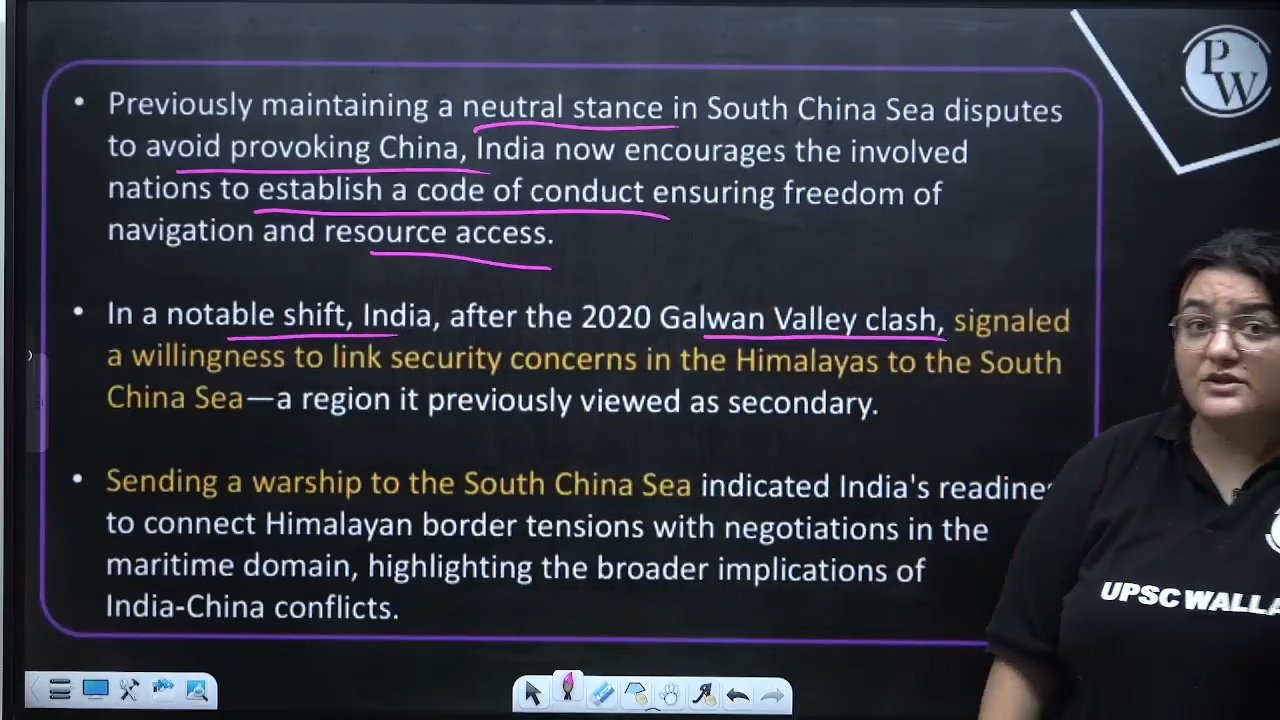 PW
• Previously maintaining a neutral stance in South China Sea disputes
to avoid provoking China, India now encourages the involved
nations to establish a code of conduct ensuring freedom of
navigation and resource access.
• In a notable shift, India, after the 2020 Galwan Valley clash, signaled
a willingness to link security concerns in the Himalayas to the South
China Sea—a region it previously viewed as secondary.
• Sending a warship to the South China Sea indicated India's readine
to connect Himalayan border tensions with negotiations in the
maritime domain, highlighting the broader implications of
India-China conflicts.
UPSC WALLA